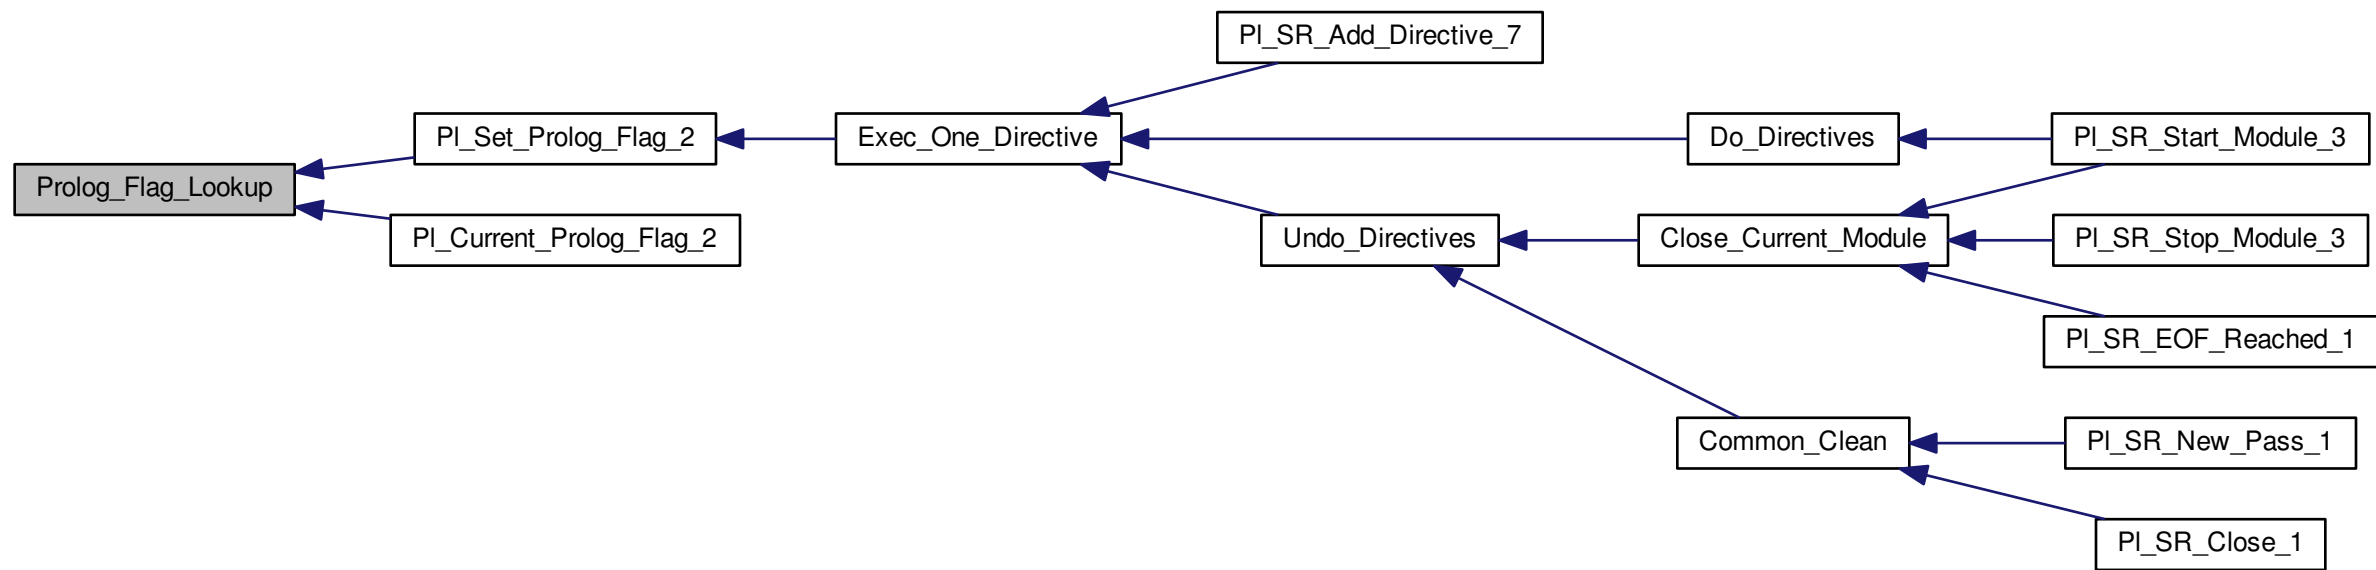 Pl_SR_Add_Directive_7
Pl_Set_Prolog_Flag_2
Exec_One_Directive
Do_Directives
Pl_SR_Start_Module_3
Prolog_Flag_Lookup
Pl_Current_Prolog_Flag_2
Undo_Directives
Close_Current_Module
Pl_SR_Stop_Module_3
Pl_SR_EOF_Reached_1
Common_Clean
Pl_SR_New_Pass_1
Pl_SR_Close_1